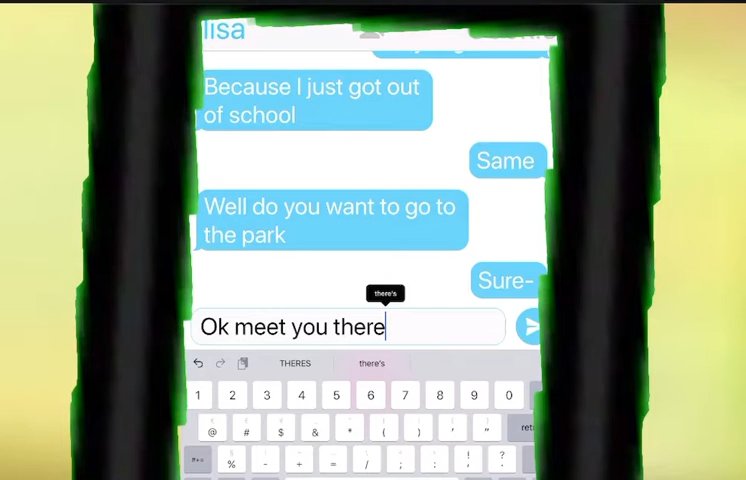 lisa
Because I just got out
of school
Same
Well do you want to go to
the park
Sure-
there's
Ok meet you there
THERES there's
1 2 3 4 5 6 7 8 9 0
@ # $ & * ( ) ' "
% - + = / ; : ! ?